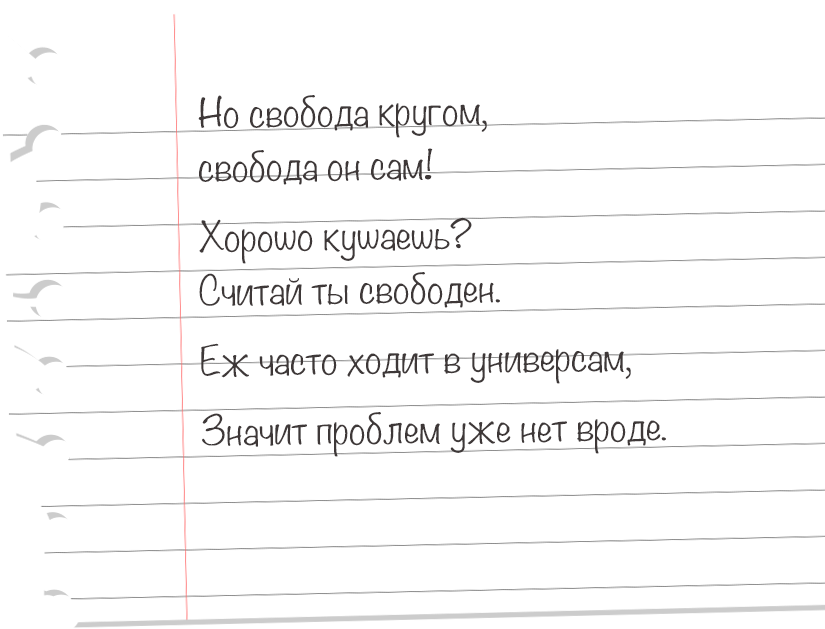 Но свобода кругом,
свобода он сам!
Хорошо кушаешь?
Считай ты свободен.
Еж часто ходит в универсам,
Значит проблем уже нет вроде.